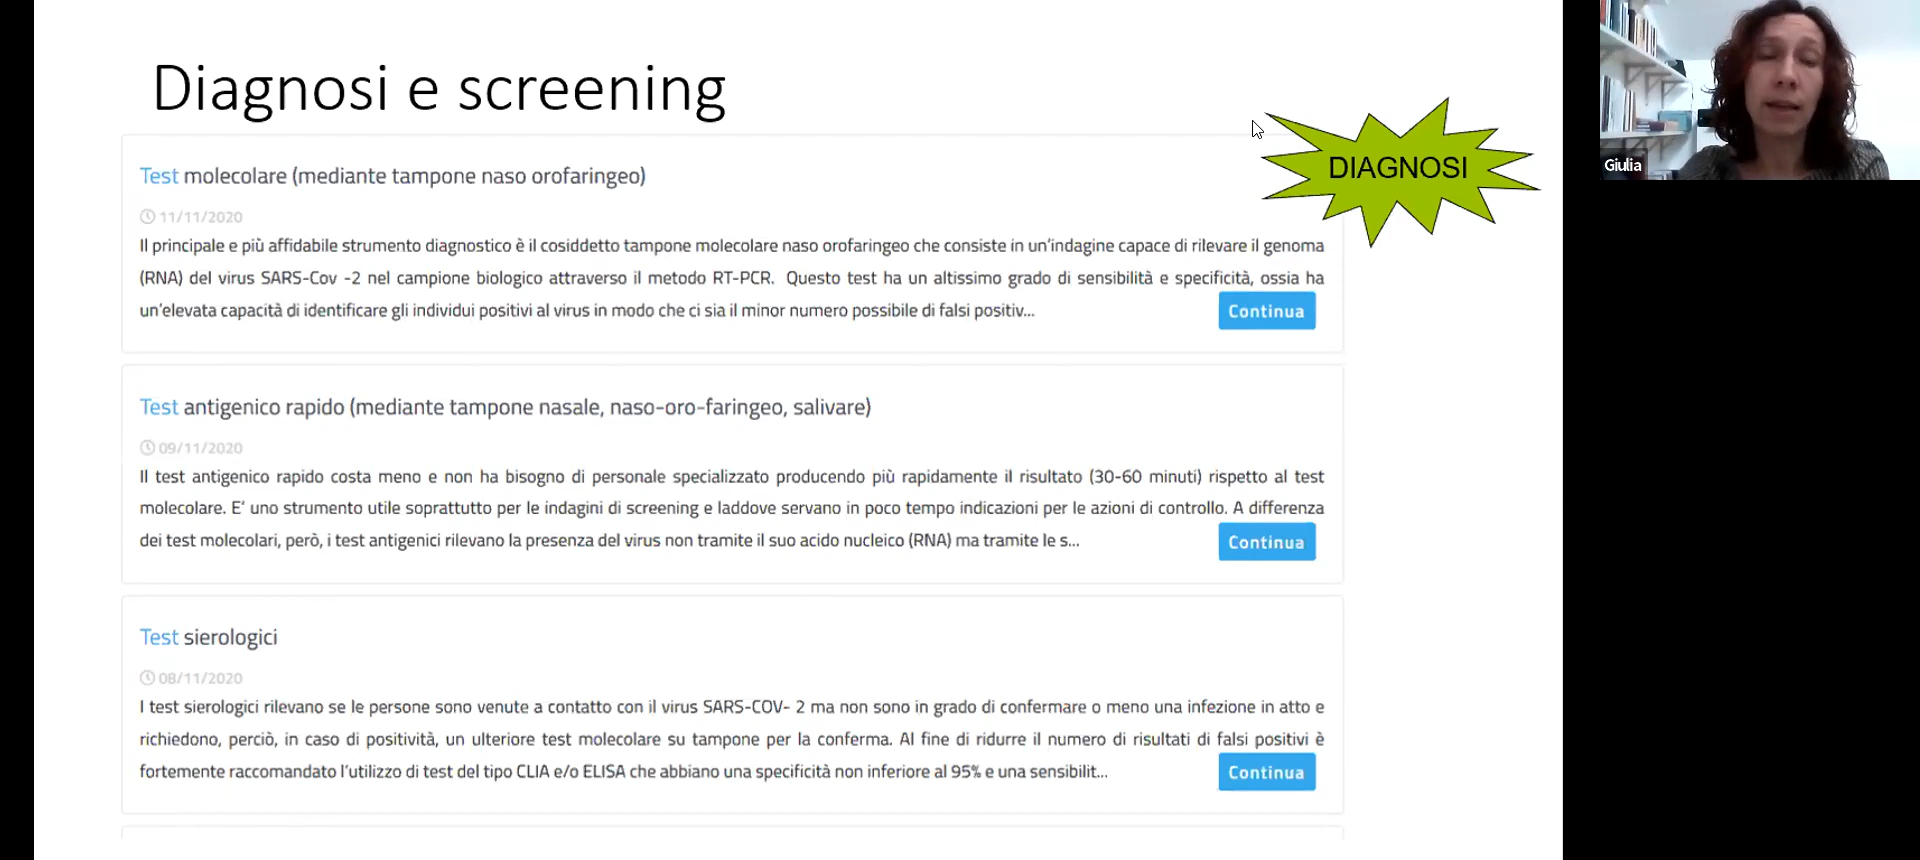 Diagnosi e screening
DIAGNOSI
Giulia
Test molecolare (mediante tampone naso orofaringeo)
11/11/2020
Il principale e più affidabile strumento diagnostico è il cosiddetto tampone molecolare naso orofaringeo che consiste in un'indagine capace di rilevare il genoma
(RNA) del virus SARS-Cov -2 nel campione biologico attraverso il metodo RT-PCR. Questo test ha un altissimo grado di sensibilità e specificità, ossia ha
un'elevata capacità di identificare gli individui positivi al virus in modo che ci sia il minor numero possibile di falsi positiv...
Continua
Test antigenico rapido (mediante tampone nasale, naso-oro-faringeo, salivare)
09/11/2020
Il test antigenico rapido costa meno e non ha bisogno di personale specializzato producendo più rapidamente il risultato (30-60 minuti) rispetto al test
molecolare. E' uno strumento utile soprattutto per le indagini di screening e laddove servano in poco tempo indicazioni per le azioni di controllo. A differenza
dei test molecolari, però, i test antigenici rilevano la presenza del virus non tramite il suo acido nucleico (RNA) ma tramite le s...
Continua
Test sierologici
08/11/2020
I test sierologici rilevano se le persone sono venute a contatto con il virus SARS-COV- 2 ma non sono in grado di confermare o meno una infezione in atto e
richiedono, perciò, in caso di positività, un ulteriore test molecolare su tampone per la conferma. Al fine di ridurre il numero di risultati di falsi positivi è
fortemente raccomandato l'utilizzo di test del tipo CLIA e/o ELISA che abbiano una specificità non inferiore al 95% e una sensibilit...
Continua